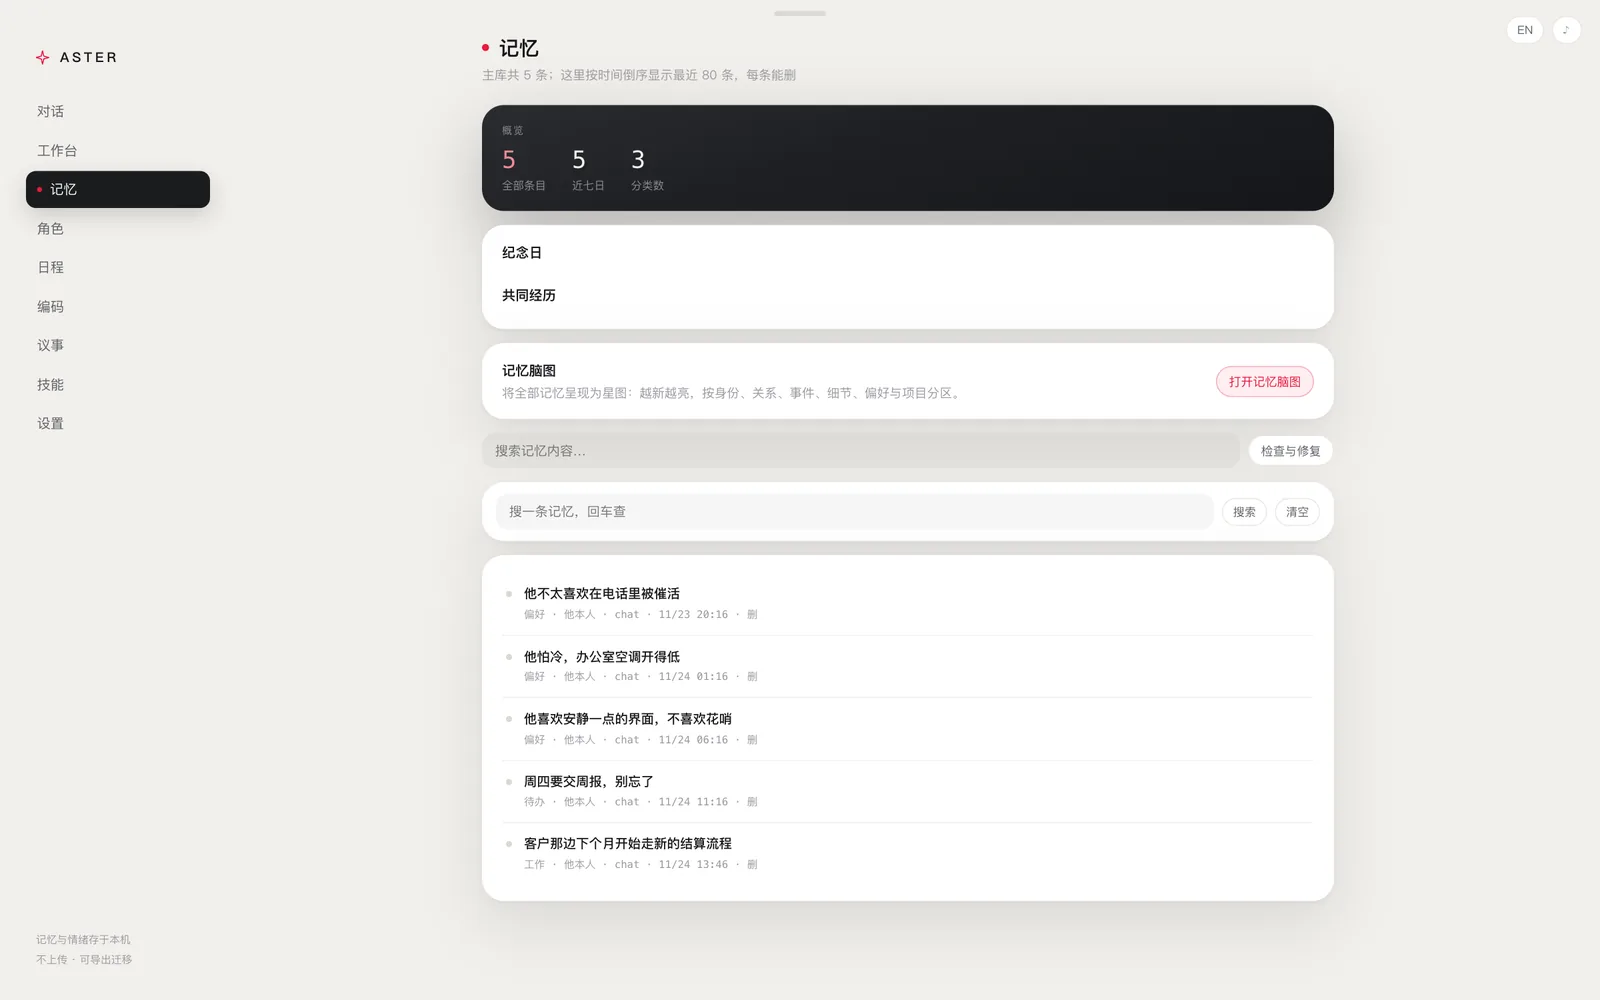 EN
♪
ASTER
对话
工作台
记忆
角色
日程
编码
议事
技能
设置
记忆与情绪存于本机
不上传 · 可导出迁移
记忆
主库共 5 条；这里按时间倒序显示最近 80 条，每条能删
概览
5 5 3
全部条目 近七日 分类数
纪念日
共同经历
记忆脑图
将全部记忆呈现为星图：越新越亮，按身份、关系、事件、细节、偏好与项目分区。
打开记忆脑图
搜索记忆内容…
检查与修复
搜一条记忆，回车查
搜索
清空
他不太喜欢在电话里被催活
偏好 · 他本人 · chat · 11/23 20:16 · 删
他怕冷，办公室空调开得低
偏好 · 他本人 · chat · 11/24 01:16 · 删
他喜欢安静一点的界面，不喜欢花哨
偏好 · 他本人 · chat · 11/24 06:16 · 删
周四要交周报，别忘了
待办 · 他本人 · chat · 11/24 11:16 · 删
客户那边下个月开始走新的结算流程
工作 · 他本人 · chat · 11/24 13:46 · 删